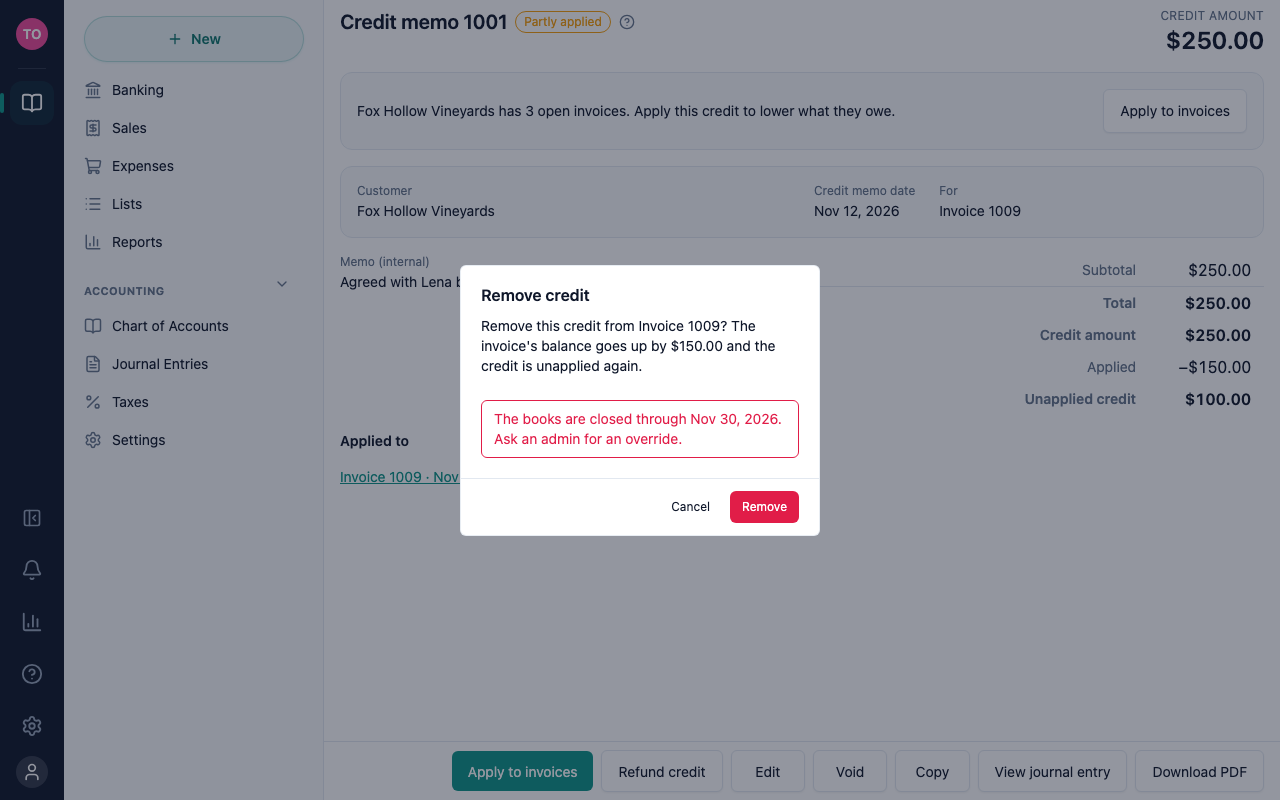 TO
New
Banking
Sales
Expenses
Lists
Reports
ACCOUNTING
Chart of Accounts
Journal Entries
Taxes
Settings
Credit memo 1001
Partly applied
CREDIT AMOUNT
$250.00
Fox Hollow Vineyards has 3 open invoices. Apply this credit to lower what they owe.
Apply to invoices
Customer
Fox Hollow Vineyards
Credit memo date
Nov 12, 2026
For
Invoice 1009
Memo (internal)
Agreed with Lena
Subtotal $250.00
Total $250.00
Credit amount $250.00
Applied –$150.00
Unapplied credit $100.00
Applied to
Invoice 1009 · Nov
Remove credit
Remove this credit from Invoice 1009? The
invoice's balance goes up by $150.00 and the
credit is unapplied again.
The books are closed through Nov 30, 2026.
Ask an admin for an override.
Cancel
Remove
Apply to invoices
Refund credit
Edit
Void
Copy
View journal entry
Download PDF